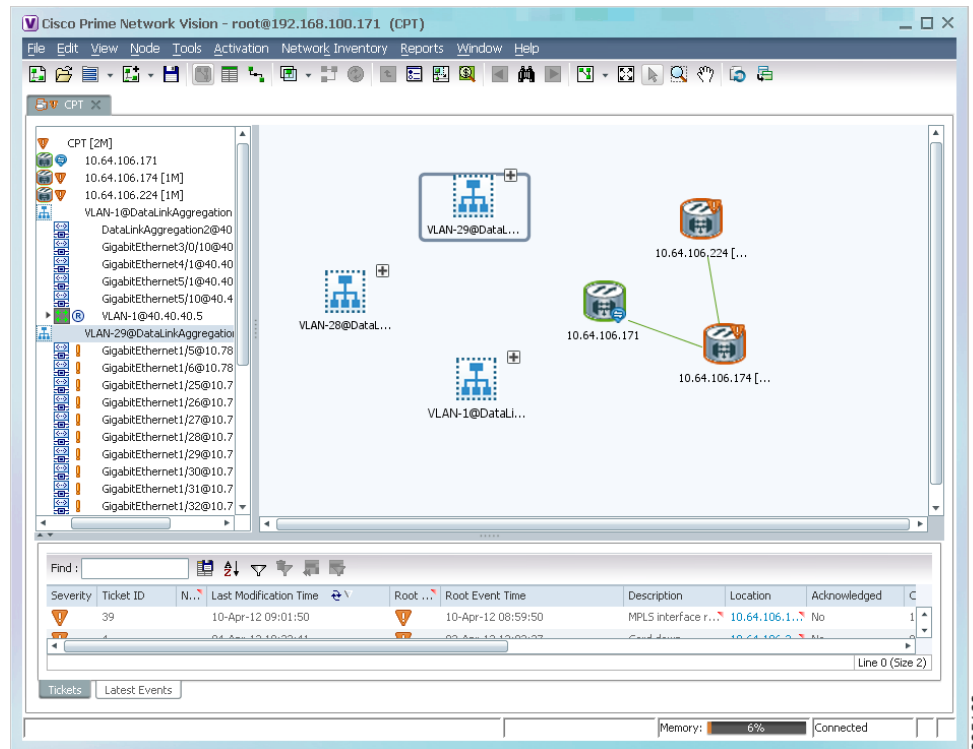 Cisco Prime Network Vision - root@192.168.100.171 (CPT)
File Edit View Node Tools Activation Network Inventory Reports Window Help
CPT
CPT [2M]
10.64.106.171
10.64.106.174 [1M]
10.64.106.224 [1M]
VLAN-1@DataLinkAggregation
DataLinkAggregation2@40
GigabitEthernet3/0/10@40
GigabitEthernet4/1@40.40
GigabitEthernet5/1@40.40
GigabitEthernet5/10@40.4
R VLAN-1@40.40.40.5
VLAN-29@DataLinkAggregation
GigabitEthernet1/5@10.78
GigabitEthernet1/6@10.78
GigabitEthernet1/25@10.7
GigabitEthernet1/26@10.7
GigabitEthernet1/27@10.7
GigabitEthernet1/28@10.7
GigabitEthernet1/29@10.7
GigabitEthernet1/30@10.7
GigabitEthernet1/31@10.7
GigabitEthernet1/32@10.7
VLAN-29@DataL...
10.64.106.224 [...
VLAN-28@DataL...
10.64.106.171
10.64.106.174 [...
VLAN-1@DataLi...
Find :
Severity Ticket ID N... Last Modification Time Root ... Root Event Time Description Location Acknowledged C
39 10-Apr-12 09:01:50 10-Apr-12 08:59:50 MPLS interface r... 10.64.106.1... No 1
Line 0 (Size 2)
Tickets Latest Events
Memory: 6% Connected